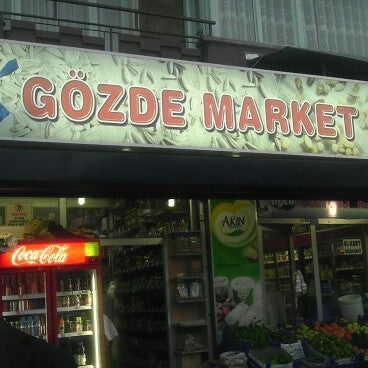 GÖZDE MARKET
AKIN
Coca-Cola